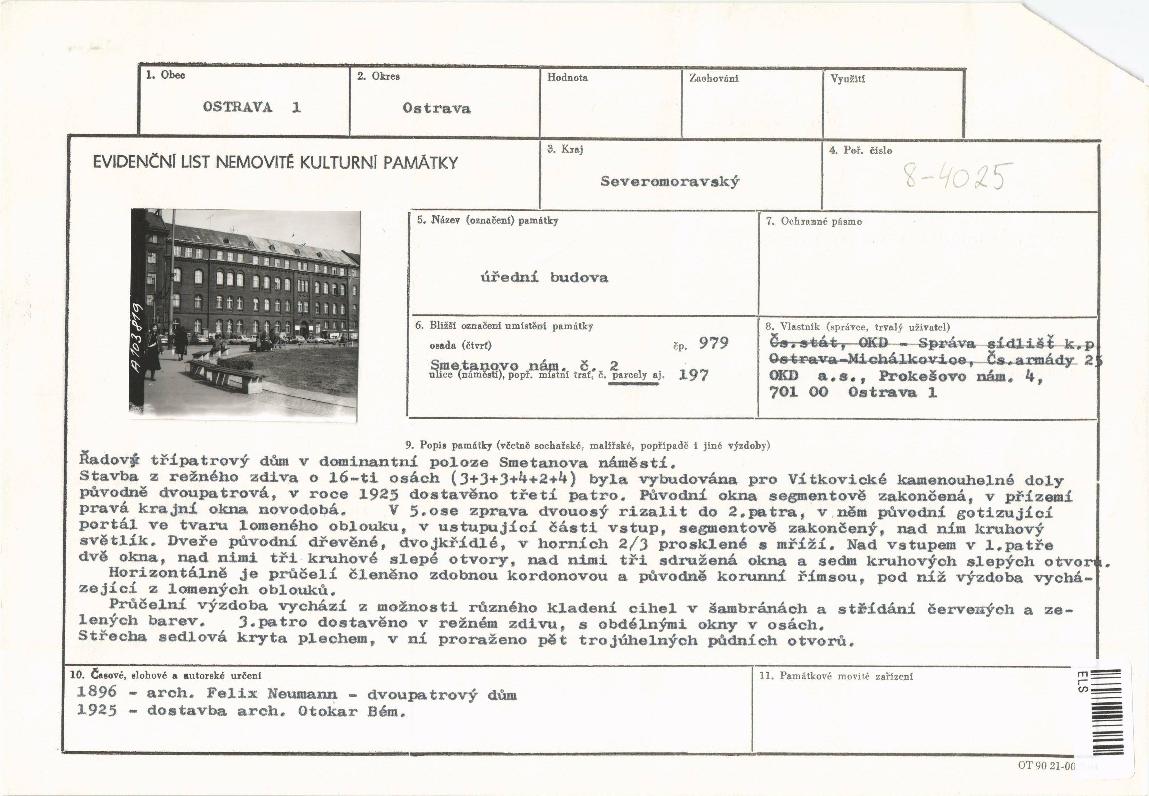 1. Obec
OSTRAVA 1
2. Okres
Ostrava
Hodnota
Zachování
Využití
EVIDENČNÍ LIST NEMOVITÉ KULTURNÍ PAMÁTKY
3. Kraj
Severomoravský
4. Poř. číslo
8-4025
A 103819
5. Název (označení) památky
úřední budova
7. Ochranné pásmo
6. Bližší označení umístění památky
osada (čtvrť) čp. 979
Smetanovo nám. č. 2
ulice (náměstí), popř. místní trať, č. parcely aj. 197
8. Vlastník (správce, trvalý uživatel)
Čs.stát, OKD - Správa sídlišť k.p
Ostrava-Michálkovice, Čs.armády 25
OKD a.s., Prokešovo nám. 4,
701 00 Ostrava 1
9. Popis památky (včetně sochařské, malířské, popřípadě i jiné výzdoby)
Řadový třípatrový dům v dominantní poloze Smetanova náměstí.
Stavba z režného zdiva o 16-ti osách (3+3+3+4+2+4) byla vybudována pro Vítkovické kamenouhelné doly
původně dvoupatrová, v roce 1925 dostavěno třetí patro. Původní okna segmentově zakončená, v přízemí
pravá krajní okna novodobá. V 5.ose zprava dvouosý rizalit do 2.patra, v něm původní gotizující
portál ve tvaru lomeného oblouku, v ustupující části vstup, segmentově zakončený, nad ním kruhový
světlík. Dveře původní dřevěné, dvojkřídlé, v horních 2/3 prosklené s mříží. Nad vstupem v 1.patře
dvě okna, nad nimi tři kruhové slepé otvory, nad nimi tři sdružená okna a sedm kruhových slepých otvorů.
Horizontálně je průčelí členěno zdobnou kordonovou a původně korunní římsou, pod níž výzdoba vychá-
zející z lomených oblouků.
Průčelní výzdoba vychází z možnosti různého kladení cihel v šambránách a střídání červených a ze-
lených barev. 3.patro dostavěno v režném zdivu, s obdélnými okny v osách.
Střecha sedlová kryta plechem, v ní proraženo pět trojúhelných půdních otvorů.
10. Časové, slohové a autorské určení
1896 - arch. Felix Neumann - dvoupatrový dům
1925 - dostavba arch. Otokar Bém.
11. Památkové movité zařízení
ELS
OT 90 21-00